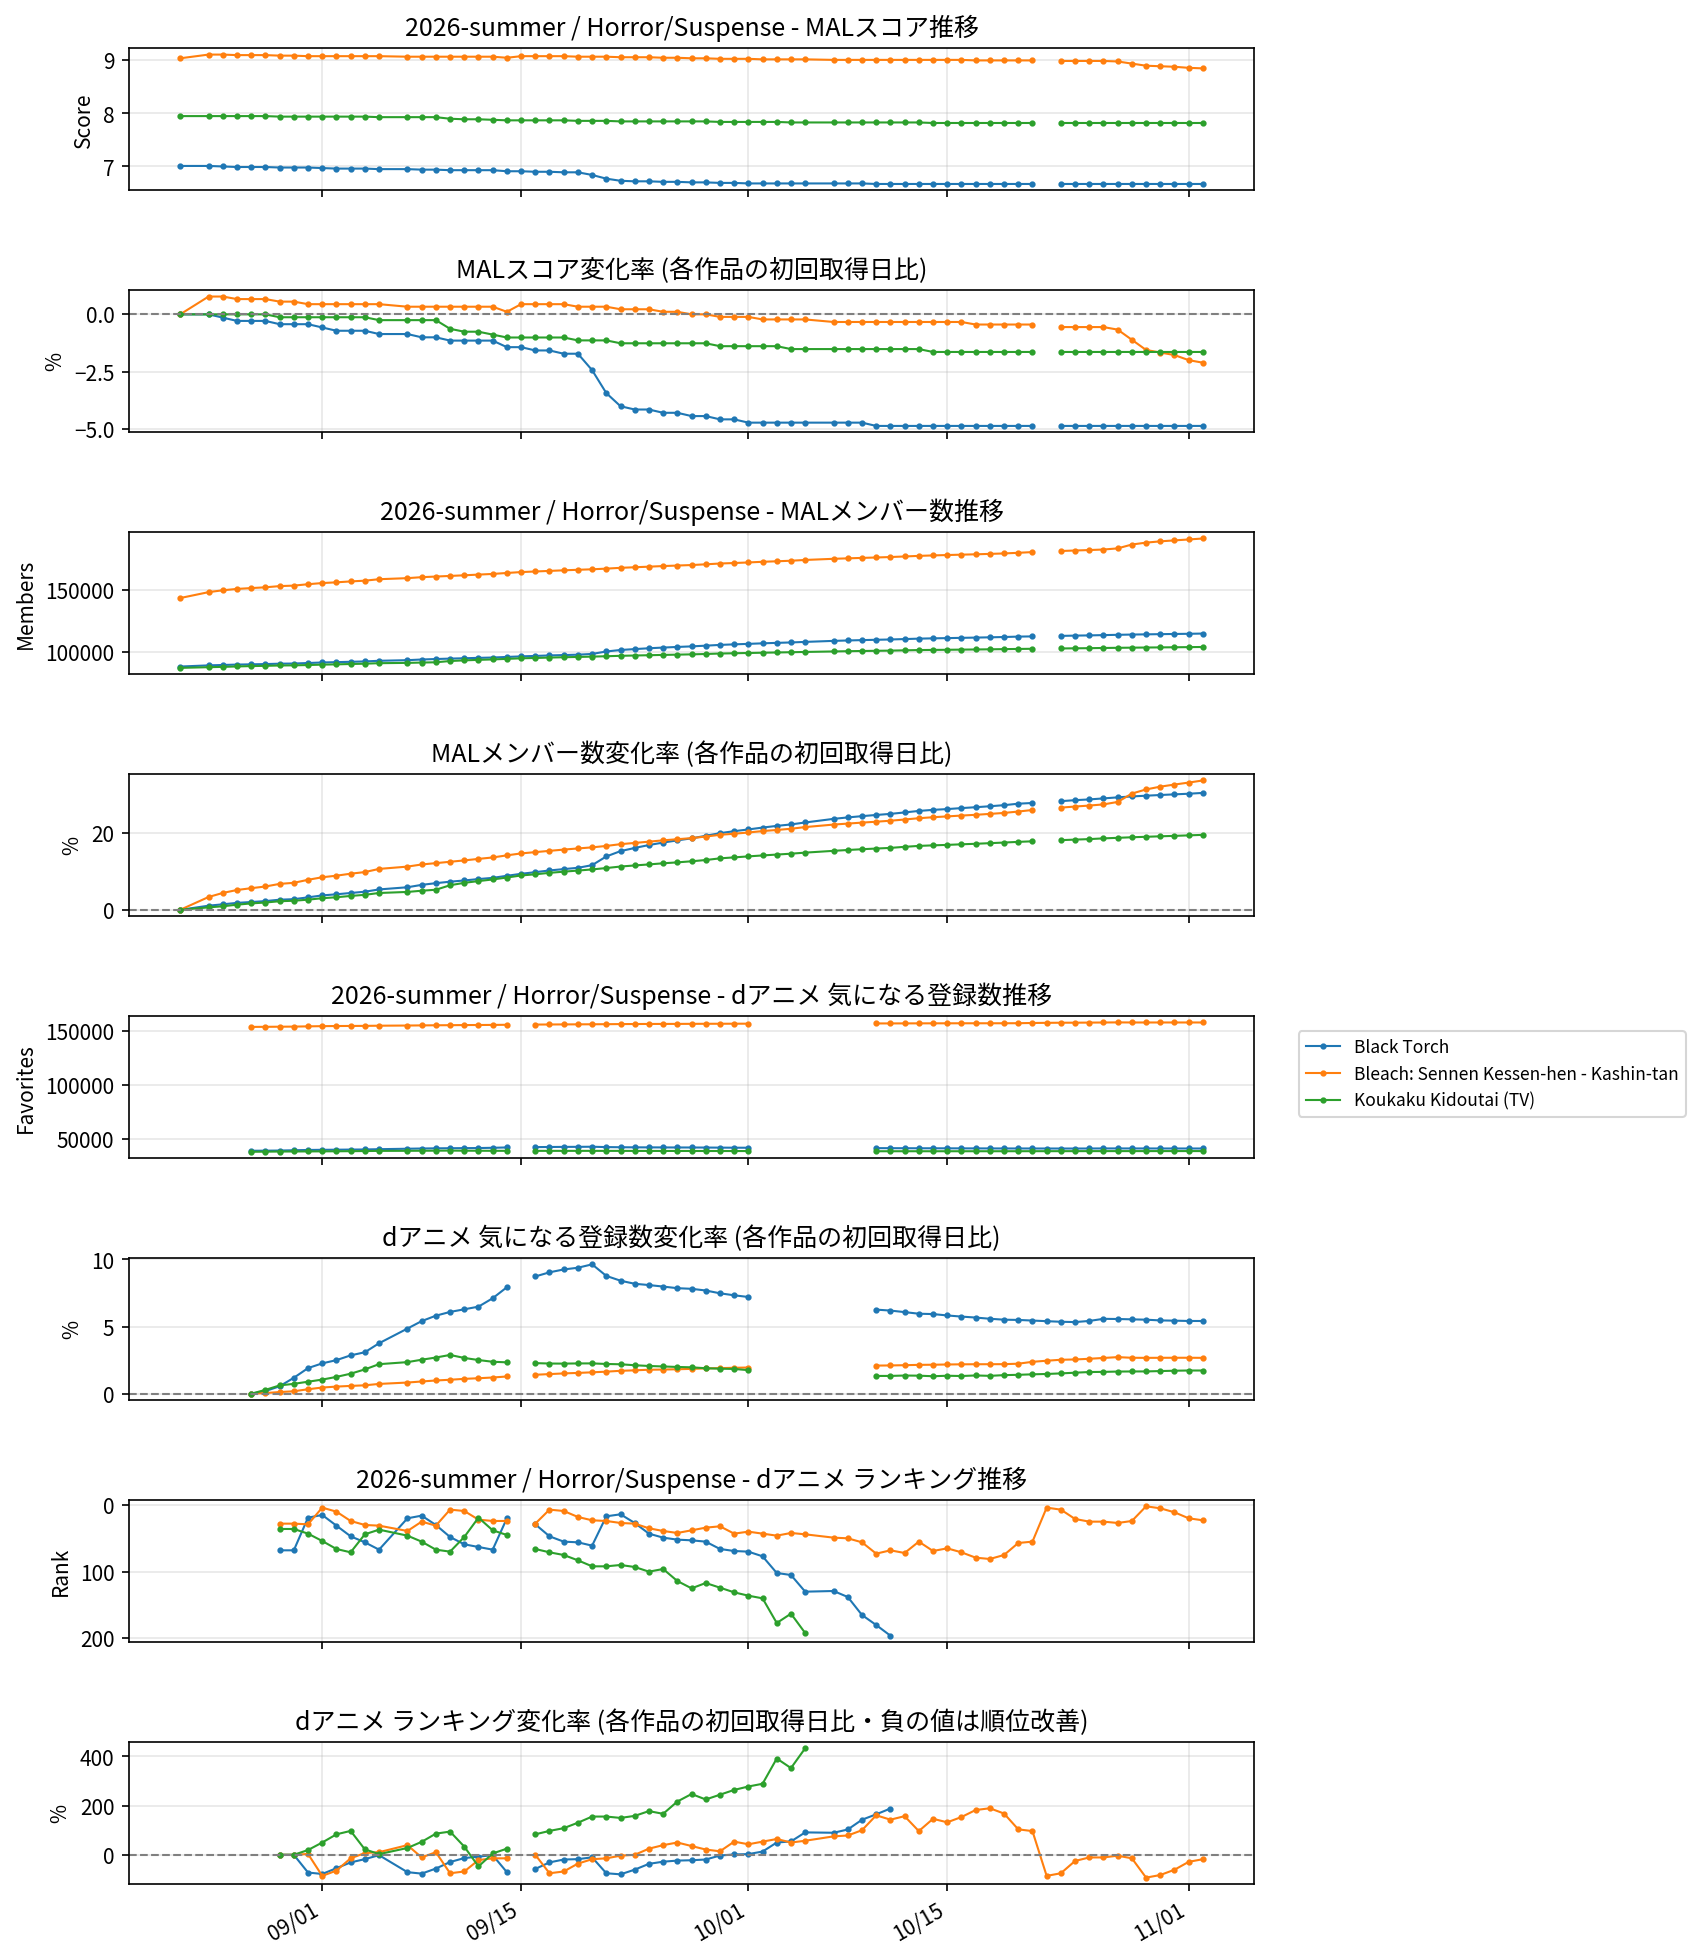 2026-summer / Horror/Suspense - MALスコア推移
Score
9
8
7
MALスコア変化率 (各作品の初回取得日比)
%
0.0
−2.5
−5.0
2026-summer / Horror/Suspense - MALメンバー数推移
Members
150000
100000
MALメンバー数変化率 (各作品の初回取得日比)
%
20
0
2026-summer / Horror/Suspense - dアニメ 気になる登録数推移
Favorites
150000
100000
50000
Black Torch
Bleach: Sennen Kessen-hen - Kashin-tan
Koukaku Kidoutai (TV)
dアニメ 気になる登録数変化率 (各作品の初回取得日比)
%
10
5
0
2026-summer / Horror/Suspense - dアニメ ランキング推移
Rank
0
100
200
dアニメ ランキング変化率 (各作品の初回取得日比・負の値は順位改善)
%
400
200
0
09/01
09/15
10/01
10/15
11/01